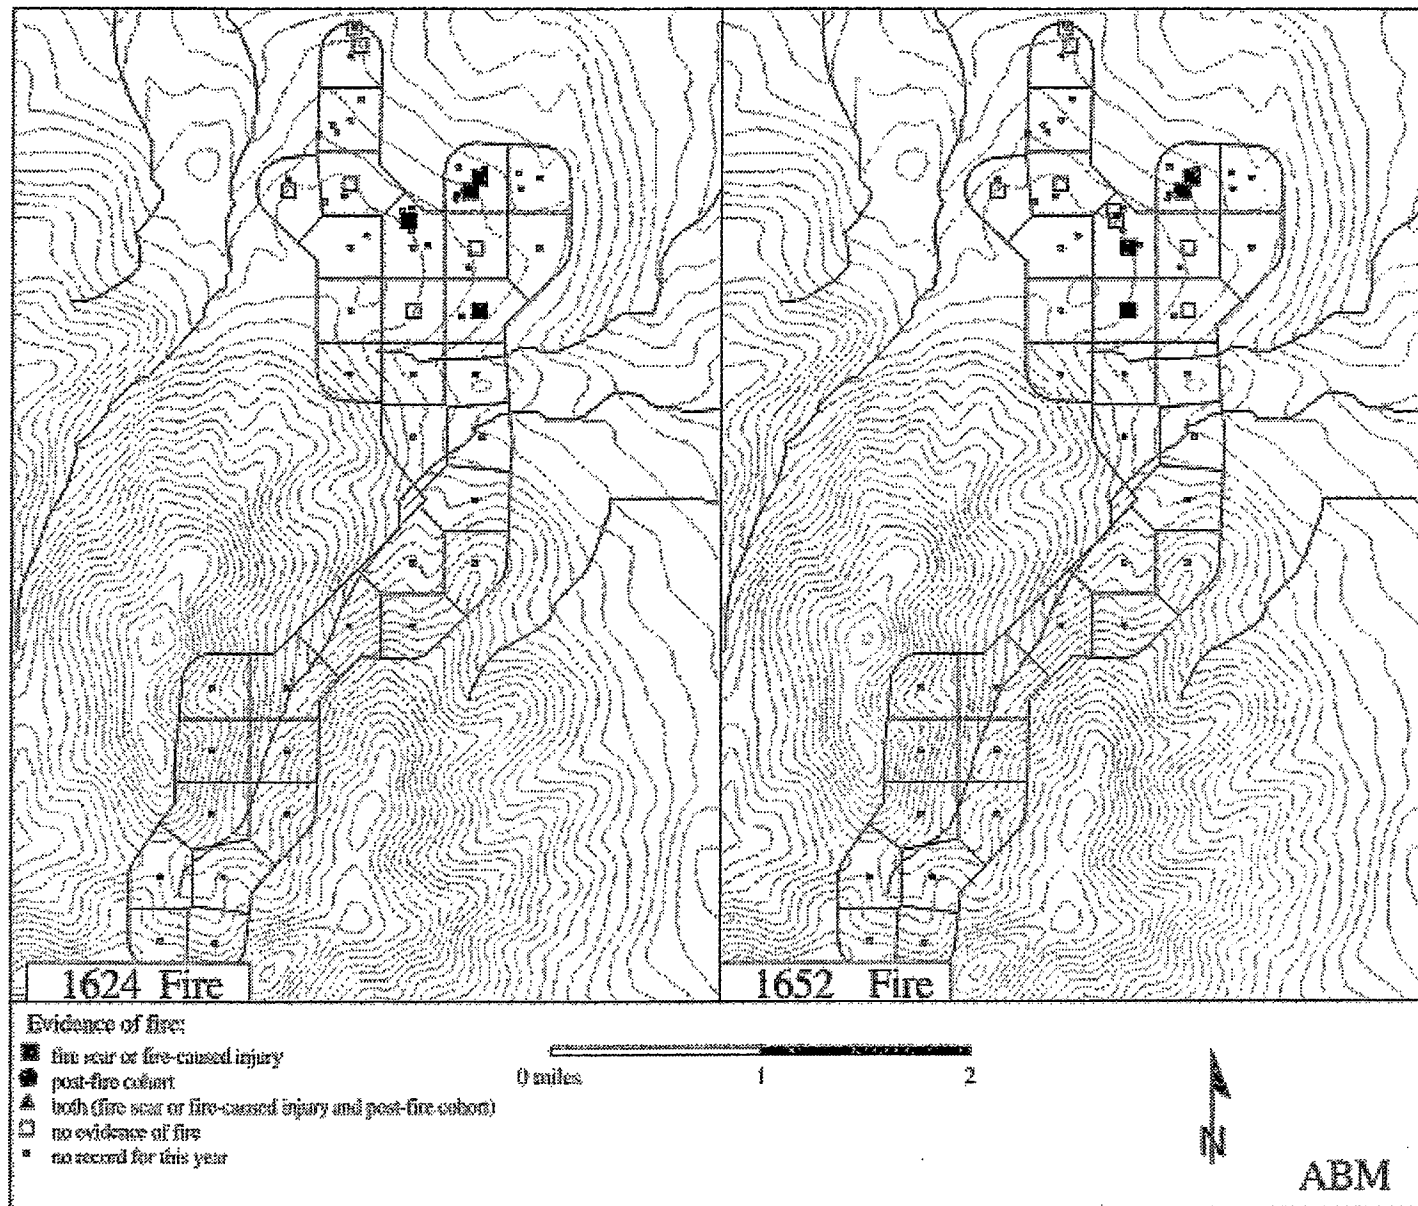 1624 Fire
1652 Fire
Evidence of fire:
fire scar or fire-caused injury
post-fire cohort
both (fire scar or fire-caused injury and post-fire cohort)
no evidence of fire
no record for this year
0 miles 1 2
N
ABM